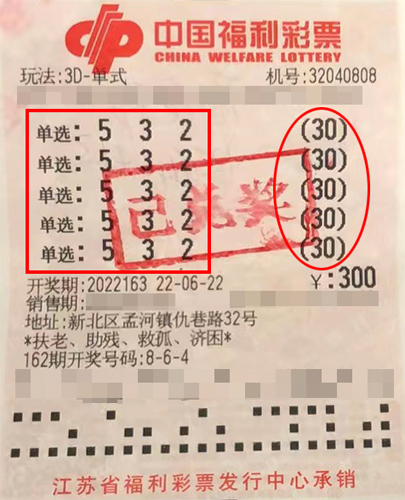 中国福利彩票
CHINA WELFARE LOTTERY
玩法:3D-单式 机号:32040808
单选: 5 3 2 (30)
单选: 5 3 2 (30)
单选: 5 3 2 (30)
单选: 5 3 2 (30)
单选: 5 3 2 (30)
已兑奖
开奖期:2022163 22-06-22 ¥:300
销售期:
地址:新北区孟河镇仇巷路32号
*扶老、助残、救孤、济困*
162期开奖号码:8-6-4
江苏省福利彩票发行中心承销